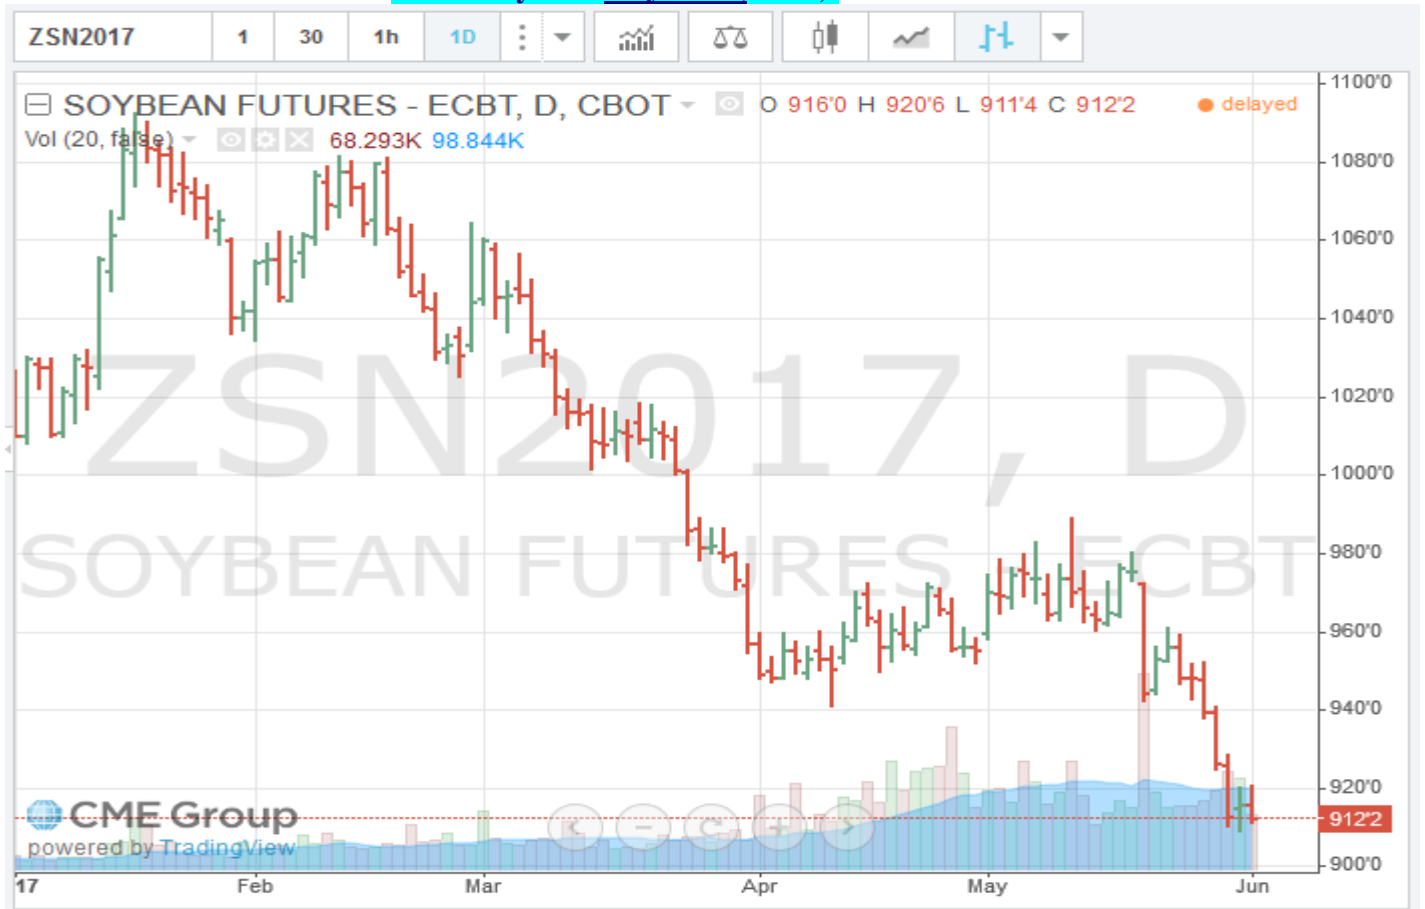 ZSN2017 1 30 1h 1D
SOYBEAN FUTURES - ECBT, D, CBOT O 916'0 H 920'6 L 911'4 C 912'2 delayed
Vol (20, false) 68.293K 98.844K
1100'0
1080'0
1060'0
1040'0
1020'0
1000'0
980'0
960'0
940'0
920'0
912'2
900'0
ZSN2017, D
SOYBEAN FUTURES - ECBT
CME Group
powered by TradingView
17 Feb Mar Apr May Jun